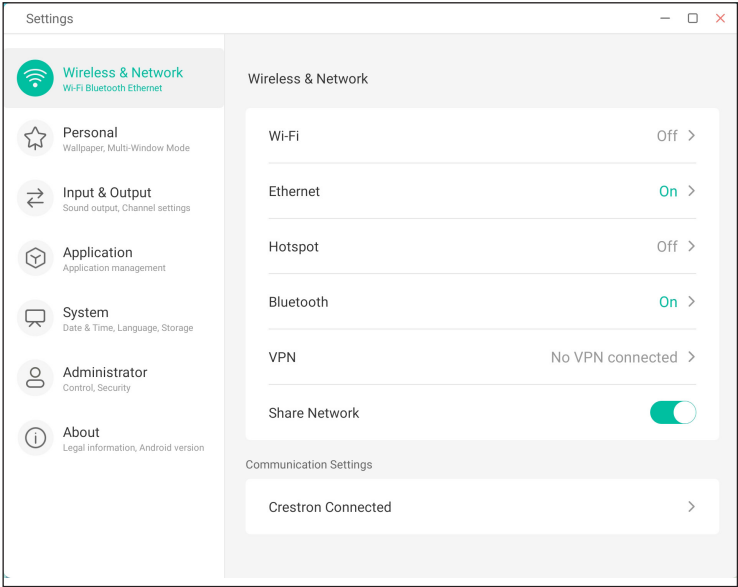 Settings
Wireless & Network
Wi-Fi Bluetooth Ethernet
Personal
Wallpaper, Multi-Window Mode
Input & Output
Sound output, Channel settings
Application
Application management
System
Date & Time, Language, Storage
Administrator
Control, Security
About
Legal information, Android version
Wireless & Network
Wi-Fi Off
Ethernet On
Hotspot Off
Bluetooth On
VPN No VPN connected
Share Network
Communication Settings
Crestron Connected